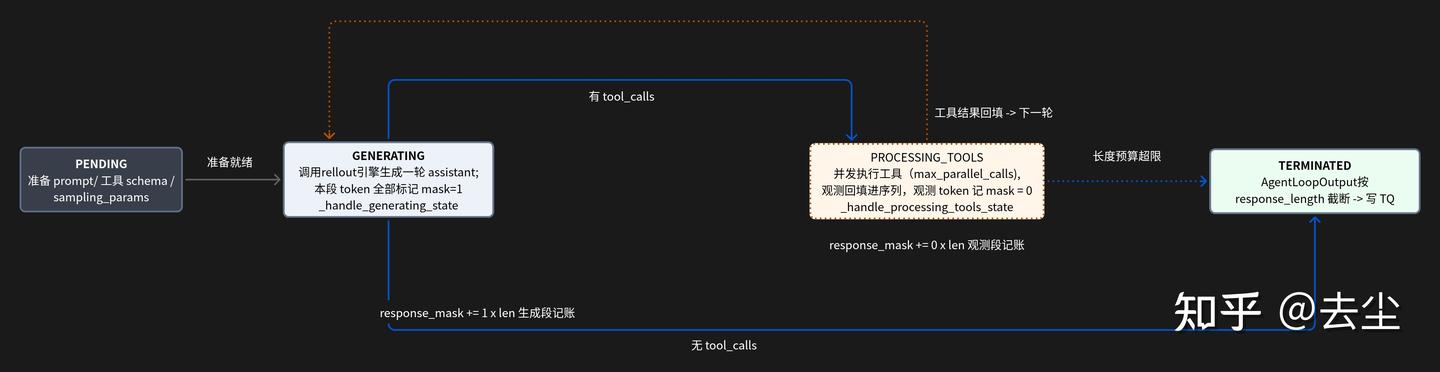 有 tool_calls
工具结果回填 -> 下一轮
PENDING
准备 prompt/ 工具 schema /
sampling_params
准备就绪
GENERATING
调用rellout引擎生成一轮 assistant;
本段 token 全部标记 mask=1
_handle_generating_state
PROCESSING_TOOLS
并发执行工具（max_parallel_calls),
观测回填进序列，观测 token 记 mask = 0
_handle_processing_tools_state
长度预算超限
TERMINATED
AgentLoopOutput按
response_length 截断 -> 写 TQ
response_mask += 0 x len 观测段记账
response_mask += 1 x len 生成段记账
无 tool_calls
知乎 @去尘